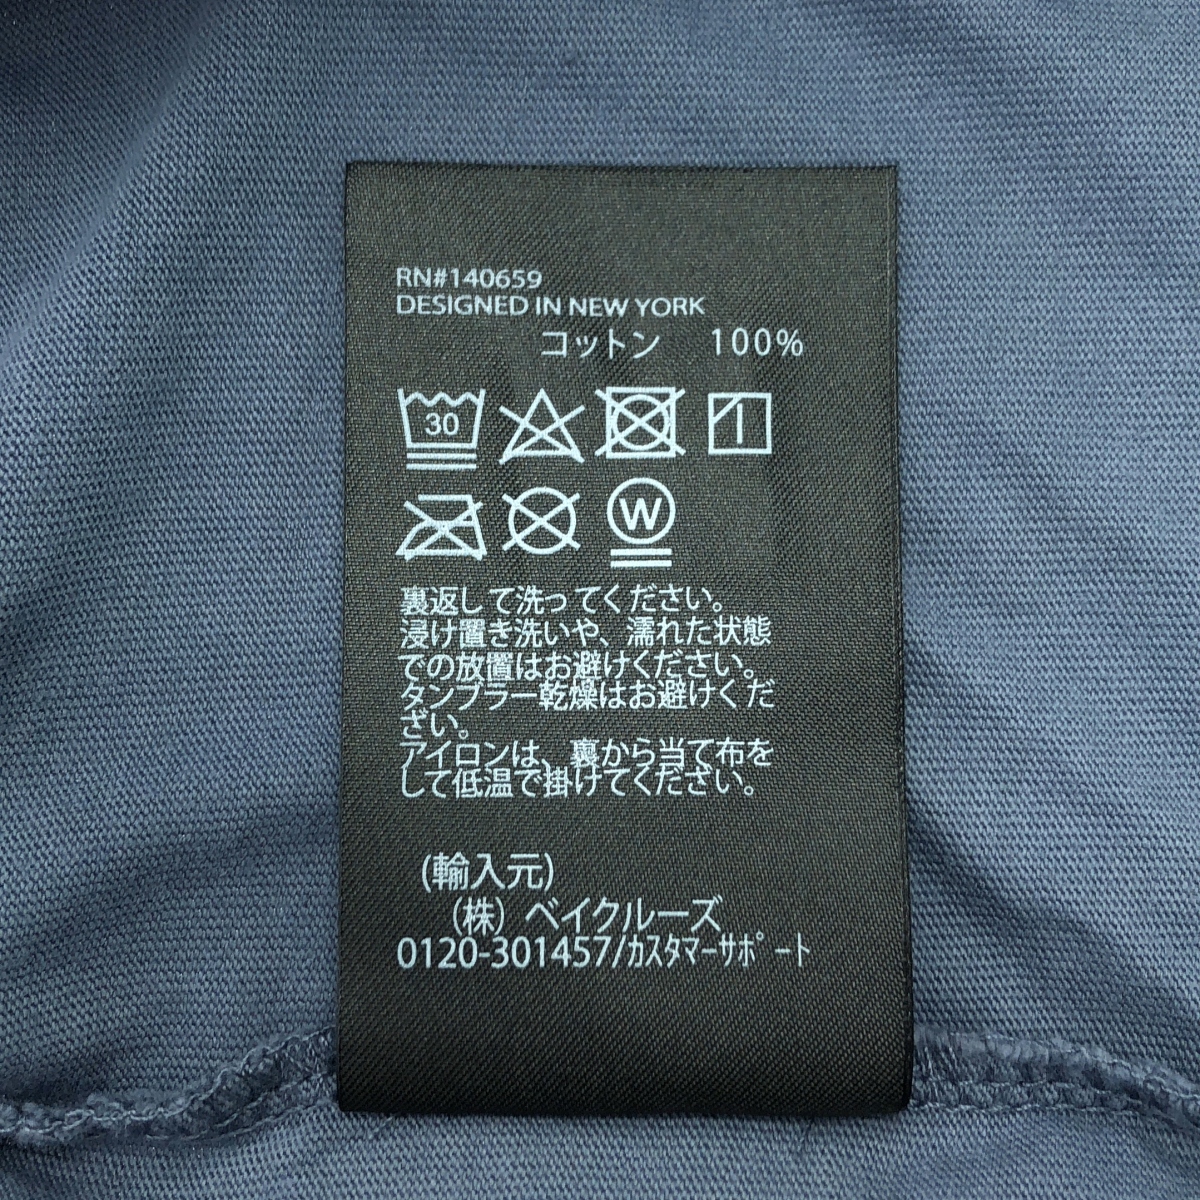 RN#140659
DESIGNED IN NEW YORK
コットン 100%
30
W
裏返して洗ってください。
浸け置き洗いや、濡れた状態
での放置はお避けください。
タンブラー乾燥はお避けくだ
ざい。
アイロンは、裏から当て布を
して低温で掛けてください。
(輸入元)
(株) ベイクルーズ
0120-301457/ｶｽﾀﾏｰｻﾎﾟｰﾄ